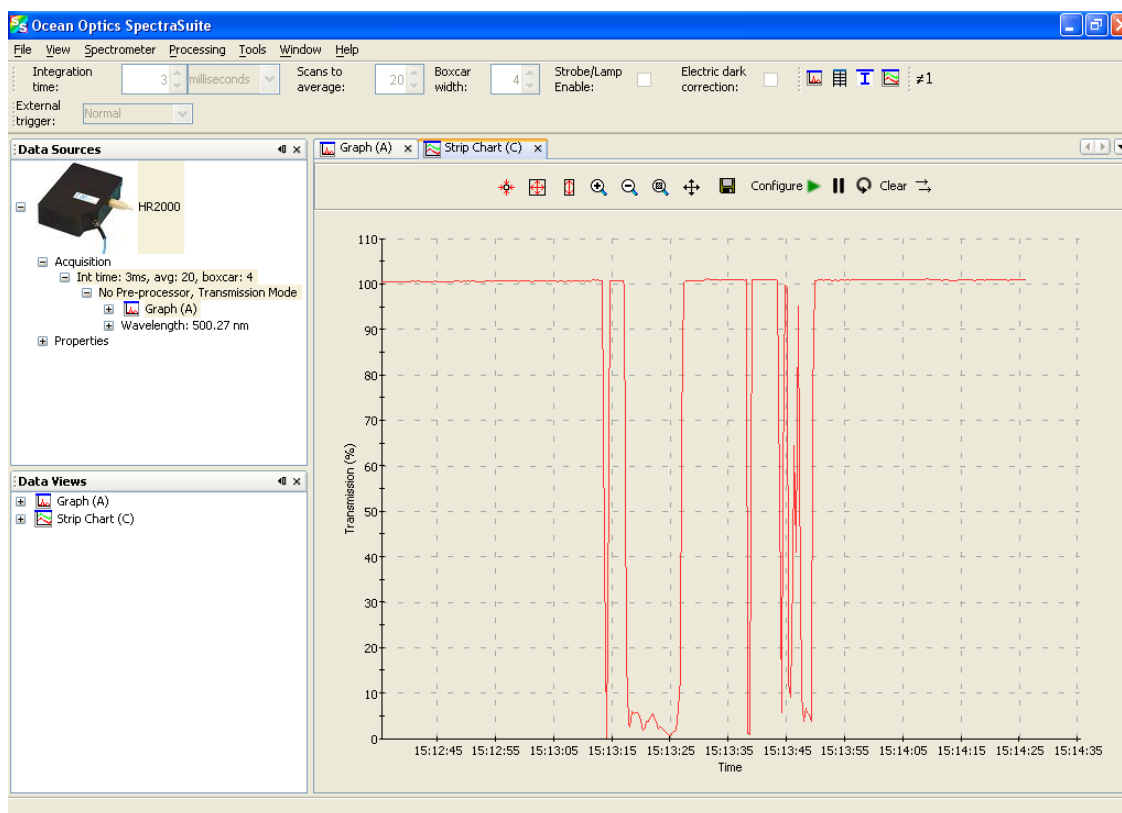 Ocean Optics SpectraSuite
File View Spectrometer Processing Tools Window Help
Integration time: 3 milliseconds Scans to average: 20 Boxcar width: 4 Strobe/Lamp Enable: Electric dark correction: ≠1
External trigger: Normal
Data Sources
HR2000
Acquisition
Int time: 3ms, avg: 20, boxcar: 4
No Pre-processor, Transmission Mode
Graph (A)
Wavelength: 500.27 nm
Properties
Data Views
Graph (A)
Strip Chart (C)
Graph (A) Strip Chart (C)
Configure Clear
110
100
90
80
70
60
50
40
30
20
10
0
Transmission (%)
15:12:45 15:12:55 15:13:05 15:13:15 15:13:25 15:13:35 15:13:45 15:13:55 15:14:05 15:14:15 15:14:25 15:14:35
Time